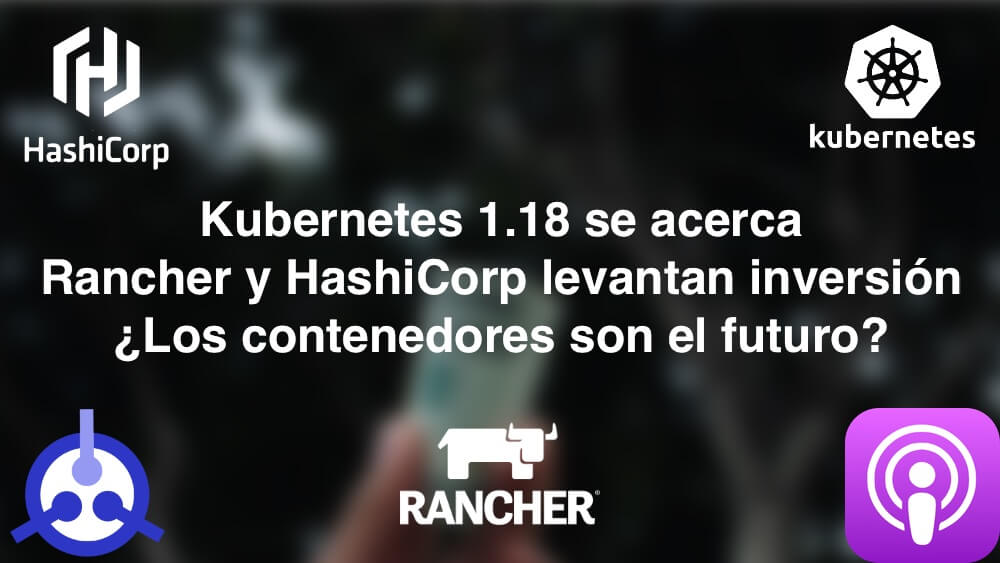 HashiCorp
kubernetes
Kubernetes 1.18 se acerca
Rancher y HashiCorp levantan inversión
¿Los contenedores son el futuro?
RANCHER®